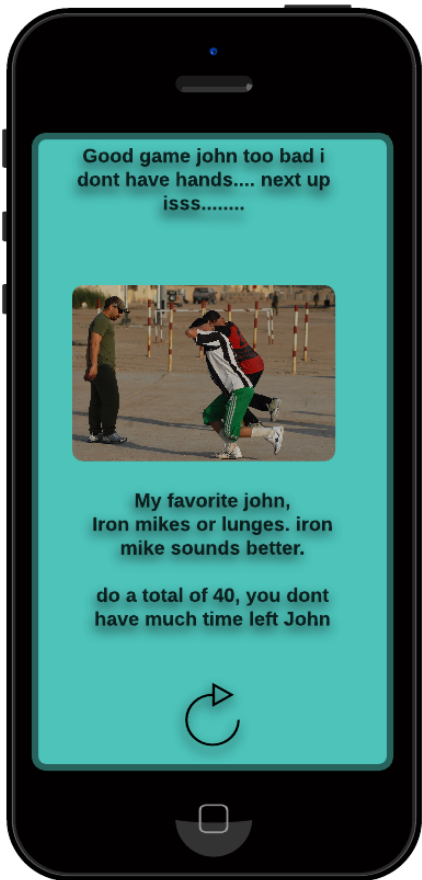 Good game john too bad i
dont have hands.... next up
isss........
My favorite john,
Iron mikes or lunges. iron
mike sounds better.
do a total of 40, you dont
have much time left John